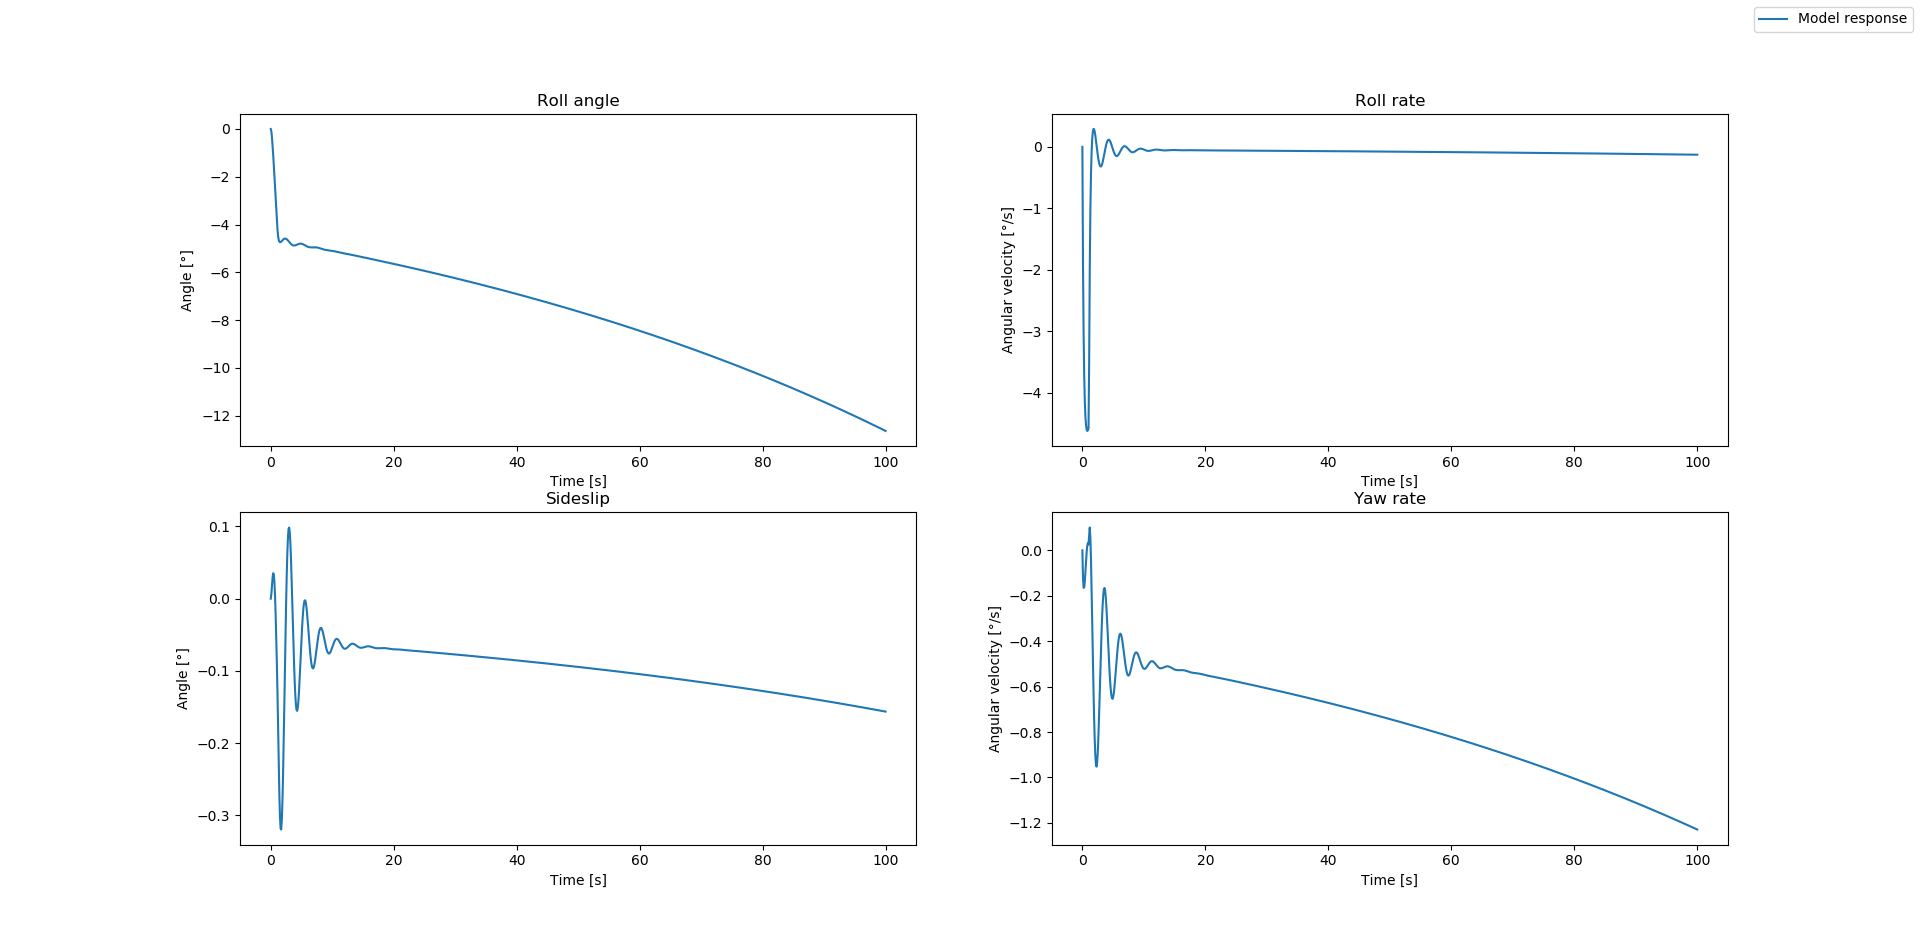 Model response
Roll angle
0
−2
−4
−6
−8
−10
−12
Angle [°]
0 20 40 60 80 100
Time [s]
Roll rate
0
−1
−2
−3
−4
Angular velocity [°/s]
0 20 40 60 80 100
Time [s]
Sideslip
0.1
0.0
−0.1
−0.2
−0.3
Angle [°]
0 20 40 60 80 100
Time [s]
Yaw rate
0.0
−0.2
−0.4
−0.6
−0.8
−1.0
−1.2
Angular velocity [°/s]
0 20 40 60 80 100
Time [s]